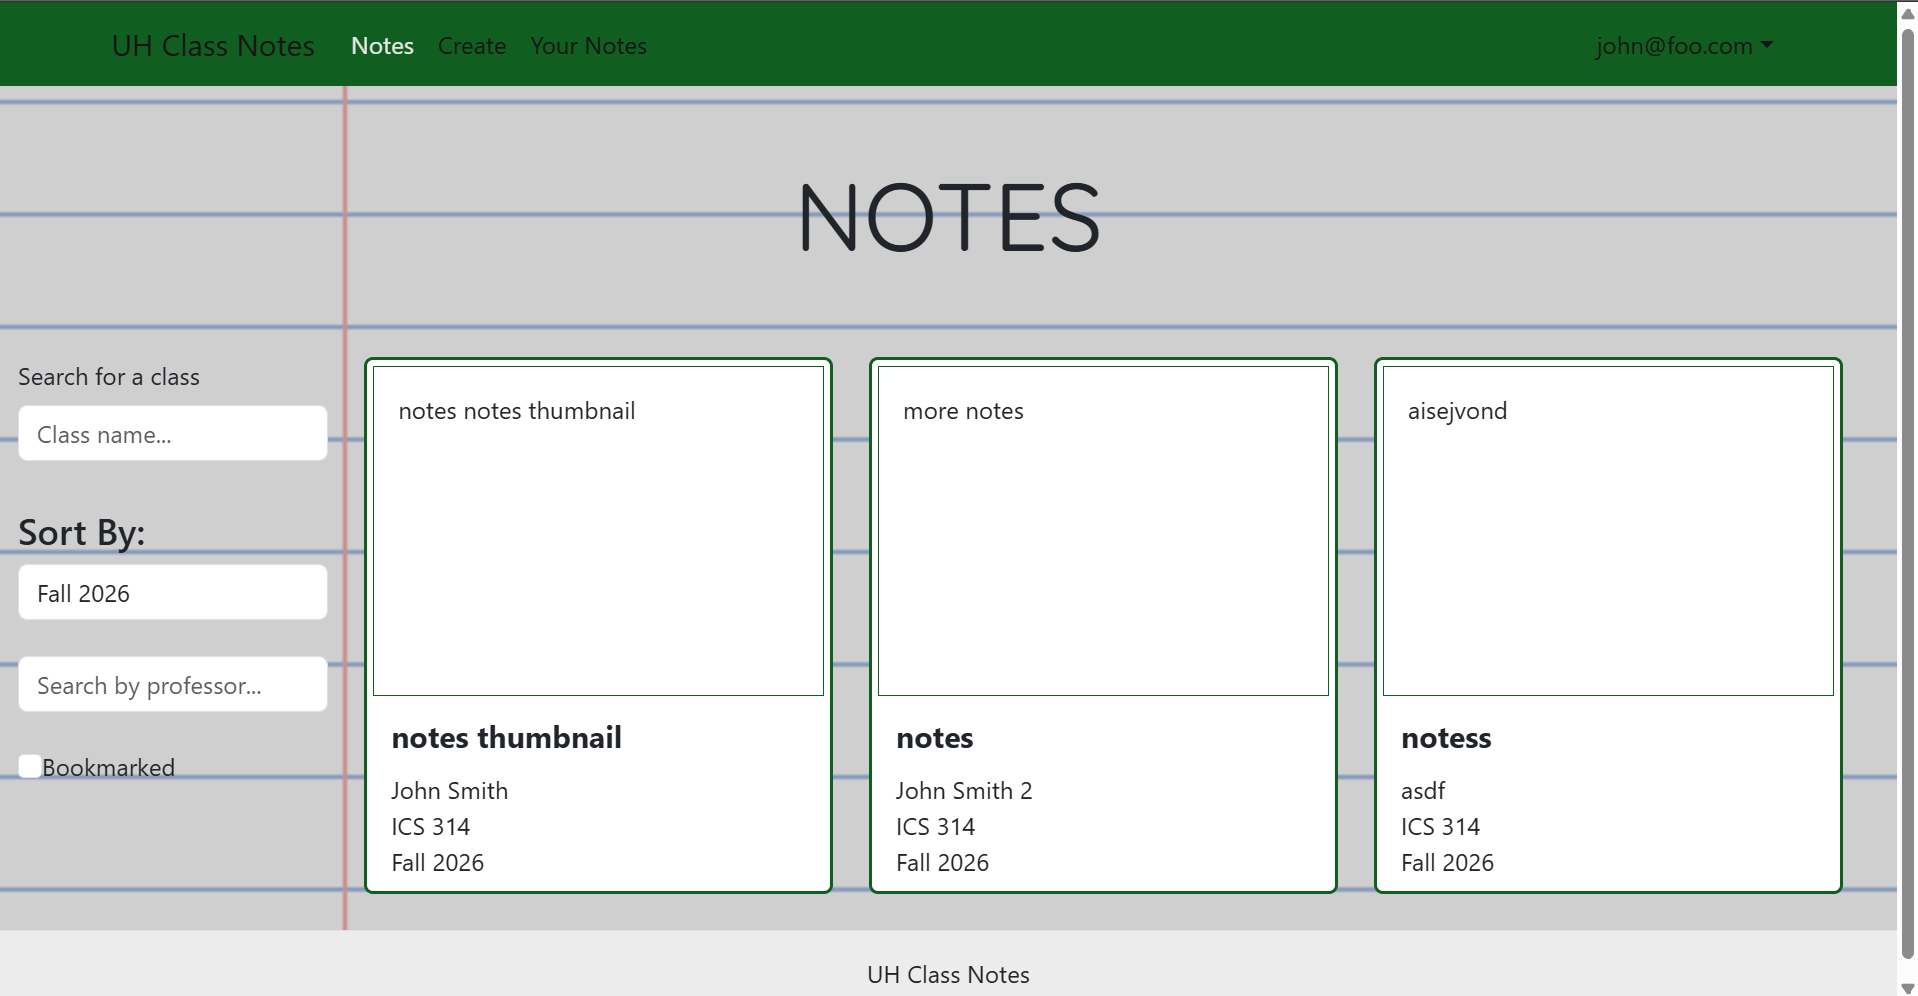 UH Class Notes Notes Create Your Notes john@foo.com
NOTES
Search for a class
Class name...
Sort By:
Fall 2026
Search by professor...
Bookmarked
notes notes thumbnail
notes thumbnail
John Smith
ICS 314
Fall 2026
more notes
notes
John Smith 2
ICS 314
Fall 2026
aisejvond
notess
asdf
ICS 314
Fall 2026
UH Class Notes